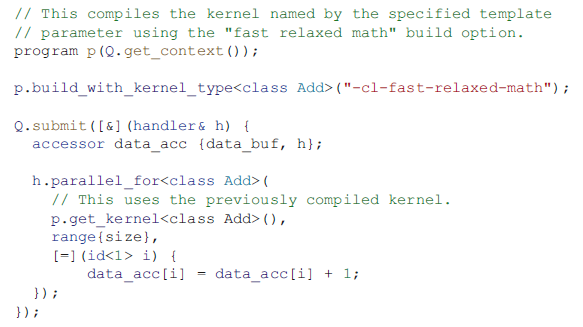 // This compiles the kernel named by the specified template
// parameter using the "fast relaxed math" build option.
program p(Q.get_context());
p.build_with_kernel_type<class Add>("-cl-fast-relaxed-math");
Q.submit([&](handler& h) {
accessor data_acc {data_buf, h};
h.parallel_for<class Add>(
// This uses the previously compiled kernel.
p.get_kernel<class Add>(),
range{size},
[=](id<1> i) {
data_acc[i] = data_acc[i] + 1;
});
});